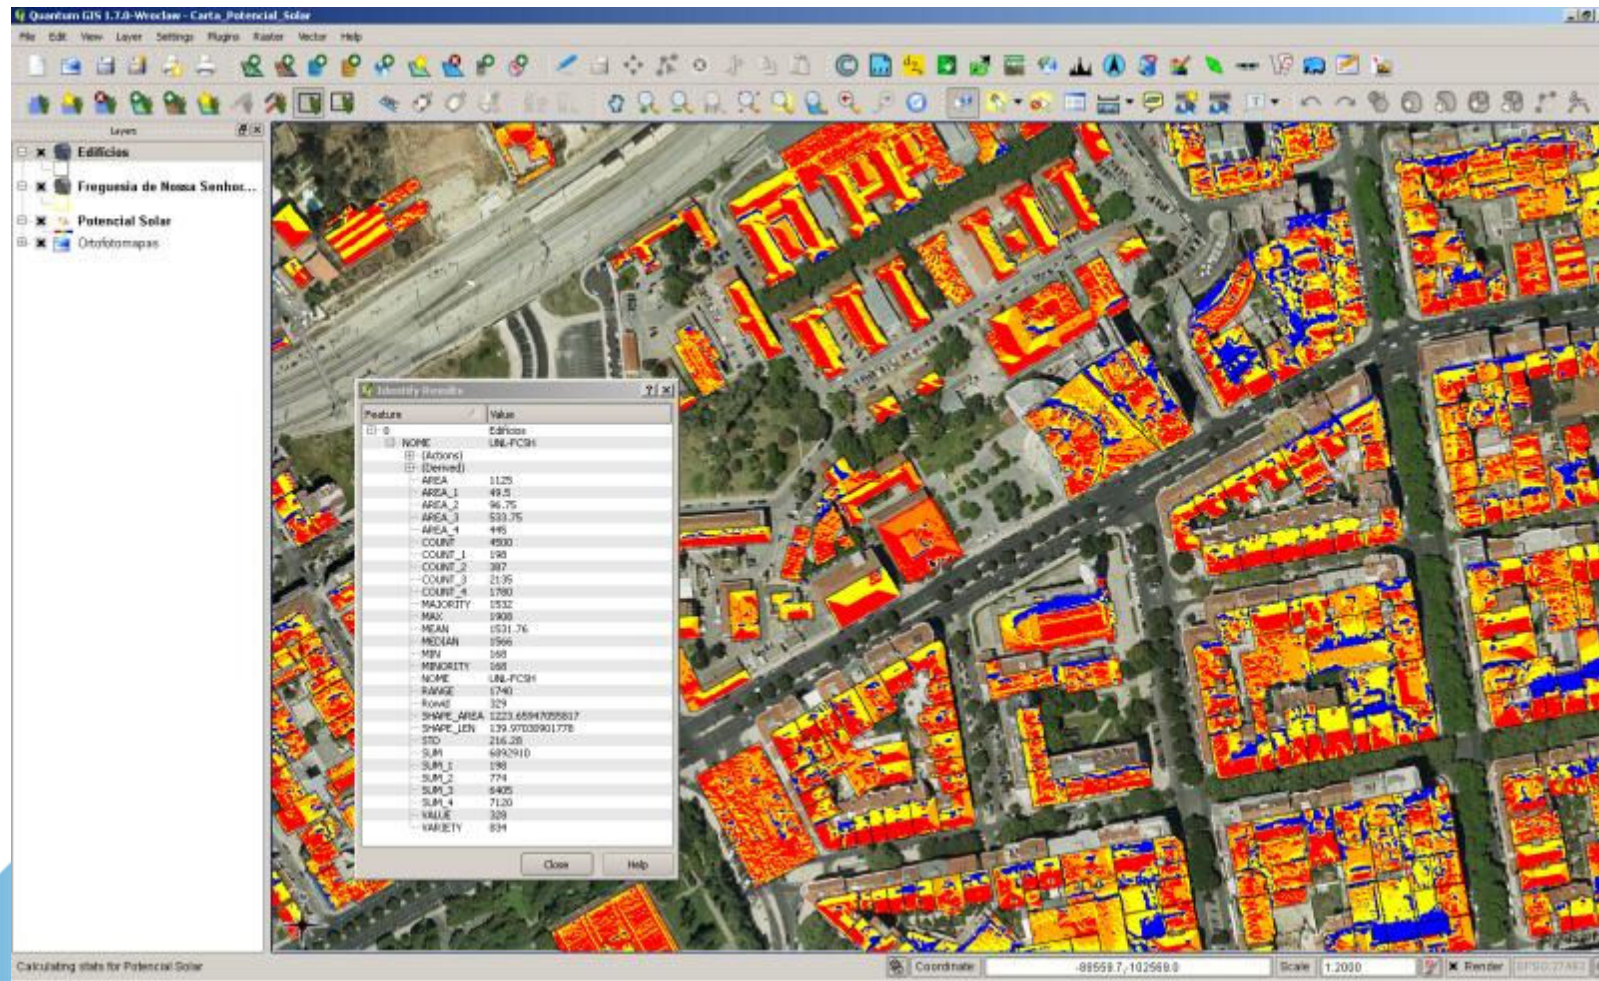 Quantum GIS 1.7.0-Wroclaw - Carta_Potencial_Solar
File Edit View Layer Settings Plugins Raster Vector Help
Layers
Edifícios
Freguesia de Nossa Senhor...
Potencial Solar
Ortofotomapas
Identify Results
Feature Value
0 Edifícios
NOME UNL-FCSH
(Actions)
(Derived)
AREA 1125
AREA_1 49.5
AREA_2 96.75
AREA_3 533.75
AREA_4 445
COUNT 4500
COUNT_1 198
COUNT_2 387
COUNT_3 2135
COUNT_4 1780
MAJORITY 1532
MAX 1908
MEAN 1531.76
MEDIAN 1566
MIN 168
MINORITY 168
NOME UNL-FCSH
RANGE 1740
Rowid 329
SHAPE_AREA 1223.65947055817
SHAPE_LEN 139.97030901778
STD 216.28
SUM 6892910
SUM_1 198
SUM_2 774
SUM_3 6405
SUM_4 7120
VALUE 328
VARIETY 834
Close Help
Calculating stats for Potencial Solar
Coordinate: -88559.7,-102568.0 Scale 1:2000 Render